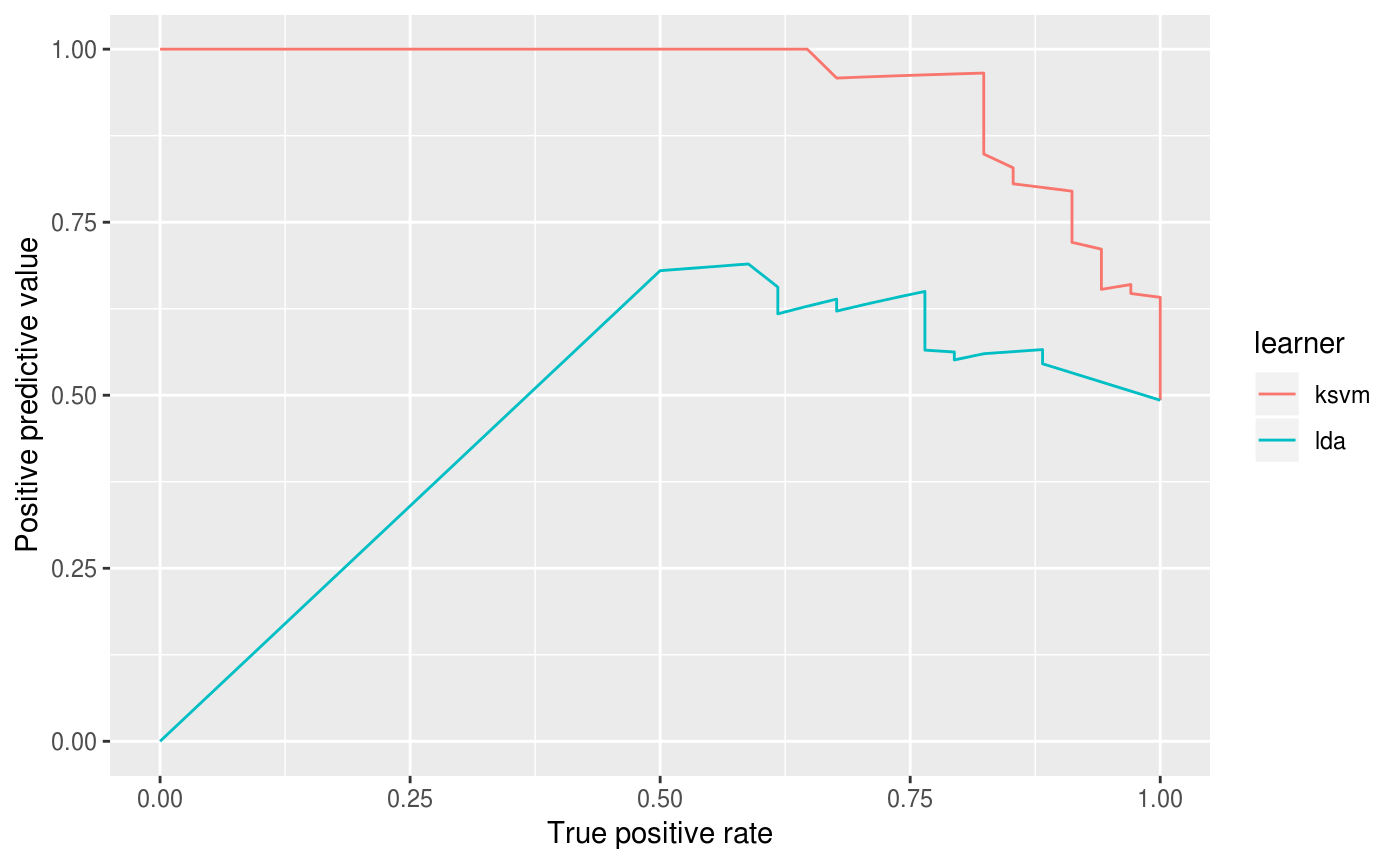 Positive predictive value
1.00
0.75
0.50
0.25
0.00
0.00 0.25 0.50 0.75 1.00
True positive rate
learner
ksvm
lda